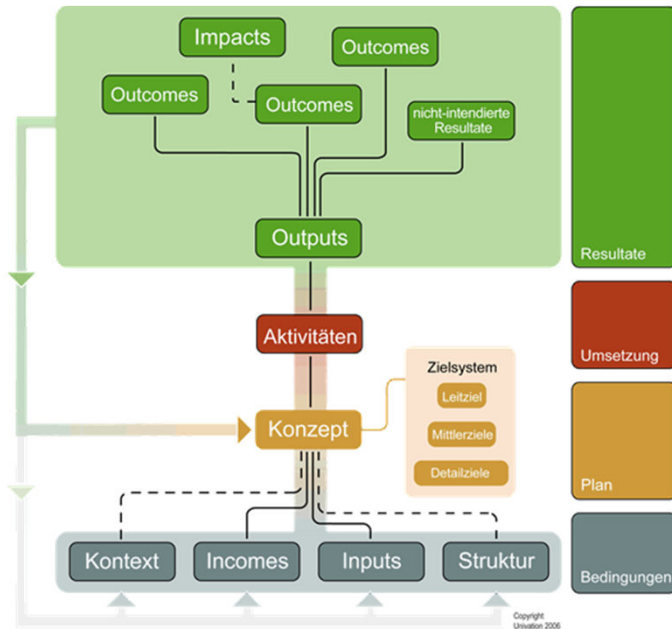 Impacts
Outcomes
Outcomes
Outcomes
nicht-intendierte
Resultate
Outputs
Resultate
Aktivitäten
Umsetzung
Zielsystem
Leitziel
Mittlerziele
Detailziele
Konzept
Plan
Kontext
Incomes
Inputs
Struktur
Bedingungen
Copyright
Univation 2006